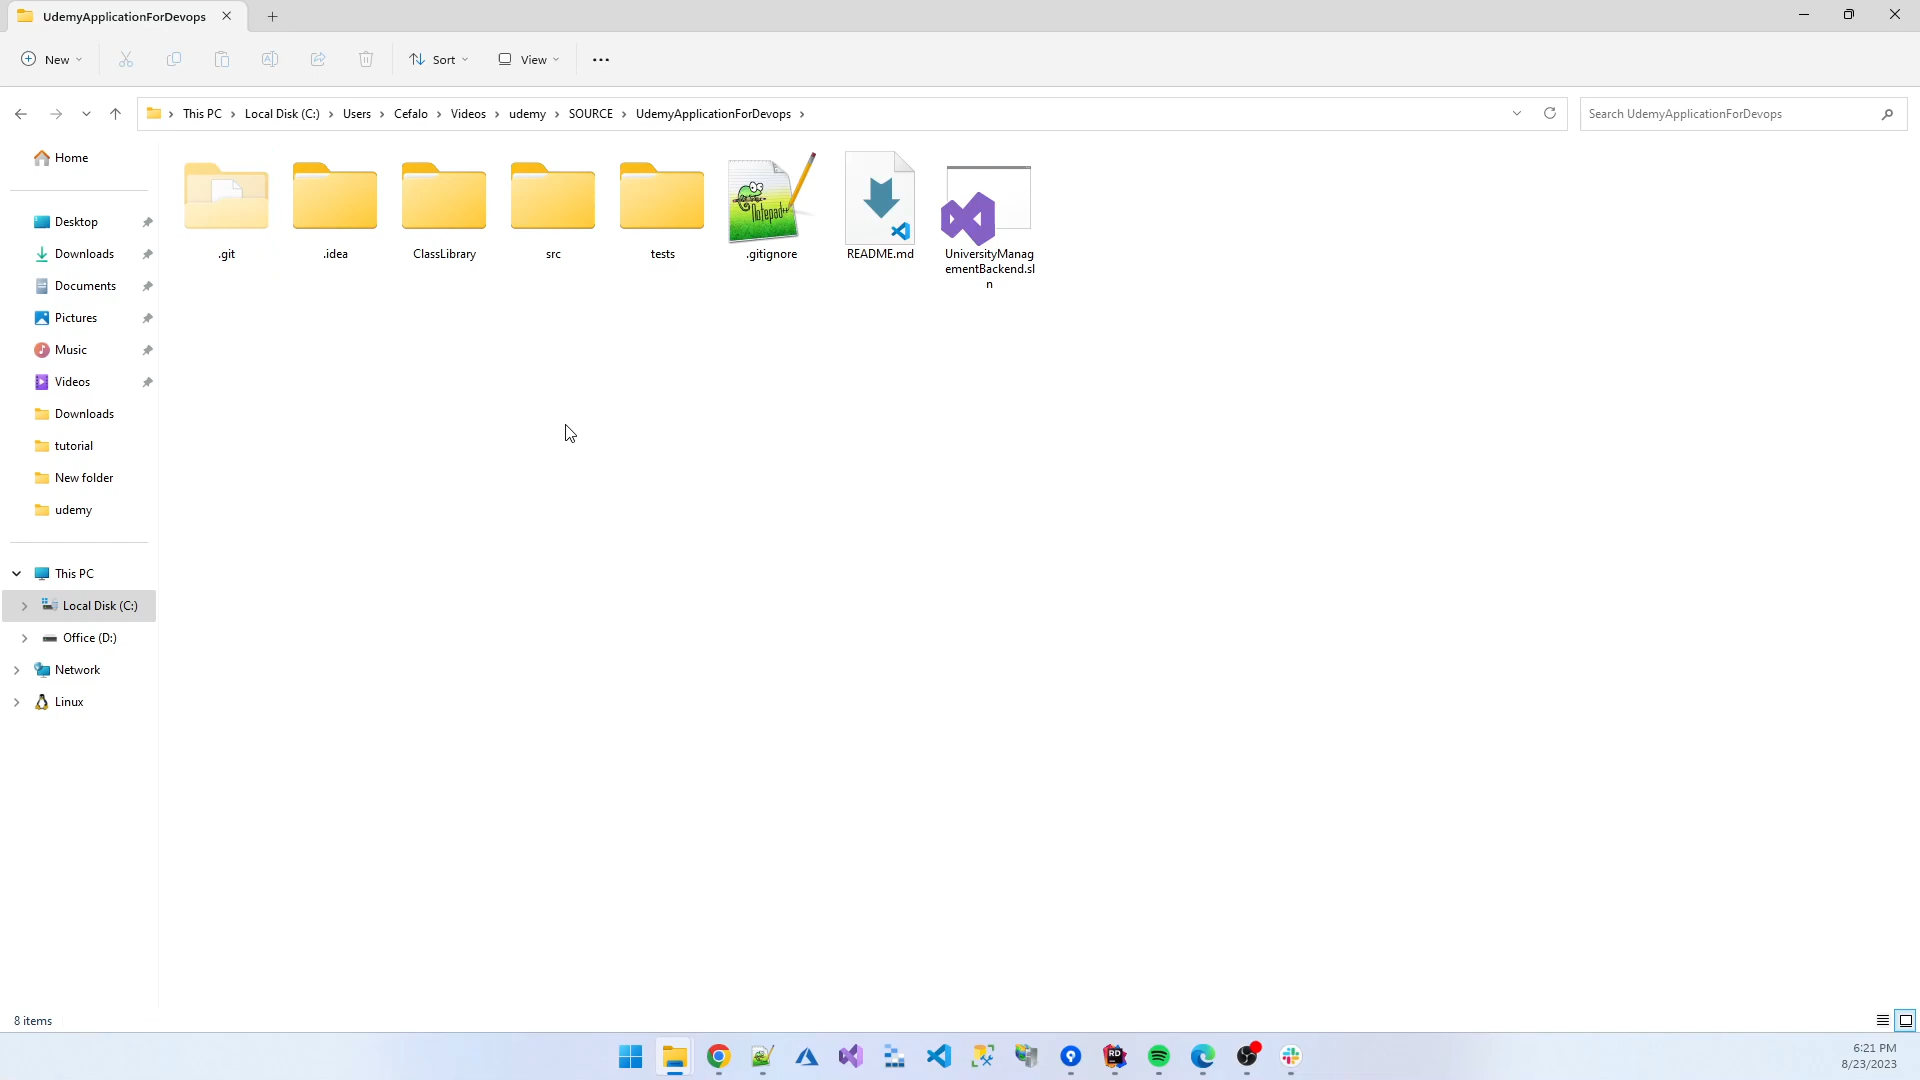 UdemyApplicationForDevops
New
Sort
View
This PC
Local Disk (C:)
Users
Cefalo
Videos
udemy
SOURCE
UdemyApplicationForDevops
Search UdemyApplicationForDevops
Home
Desktop
Downloads
Documents
Pictures
Music
Videos
Downloads
tutorial
New folder
udemy
This PC
Local Disk (C:)
Office (D:)
Network
Linux
.git
.idea
ClassLibrary
src
tests
Notepad++
.gitignore
README.md
UniversityManag
ementBackend.sl
n
8 items
RD
6:21 PM
8/23/2023